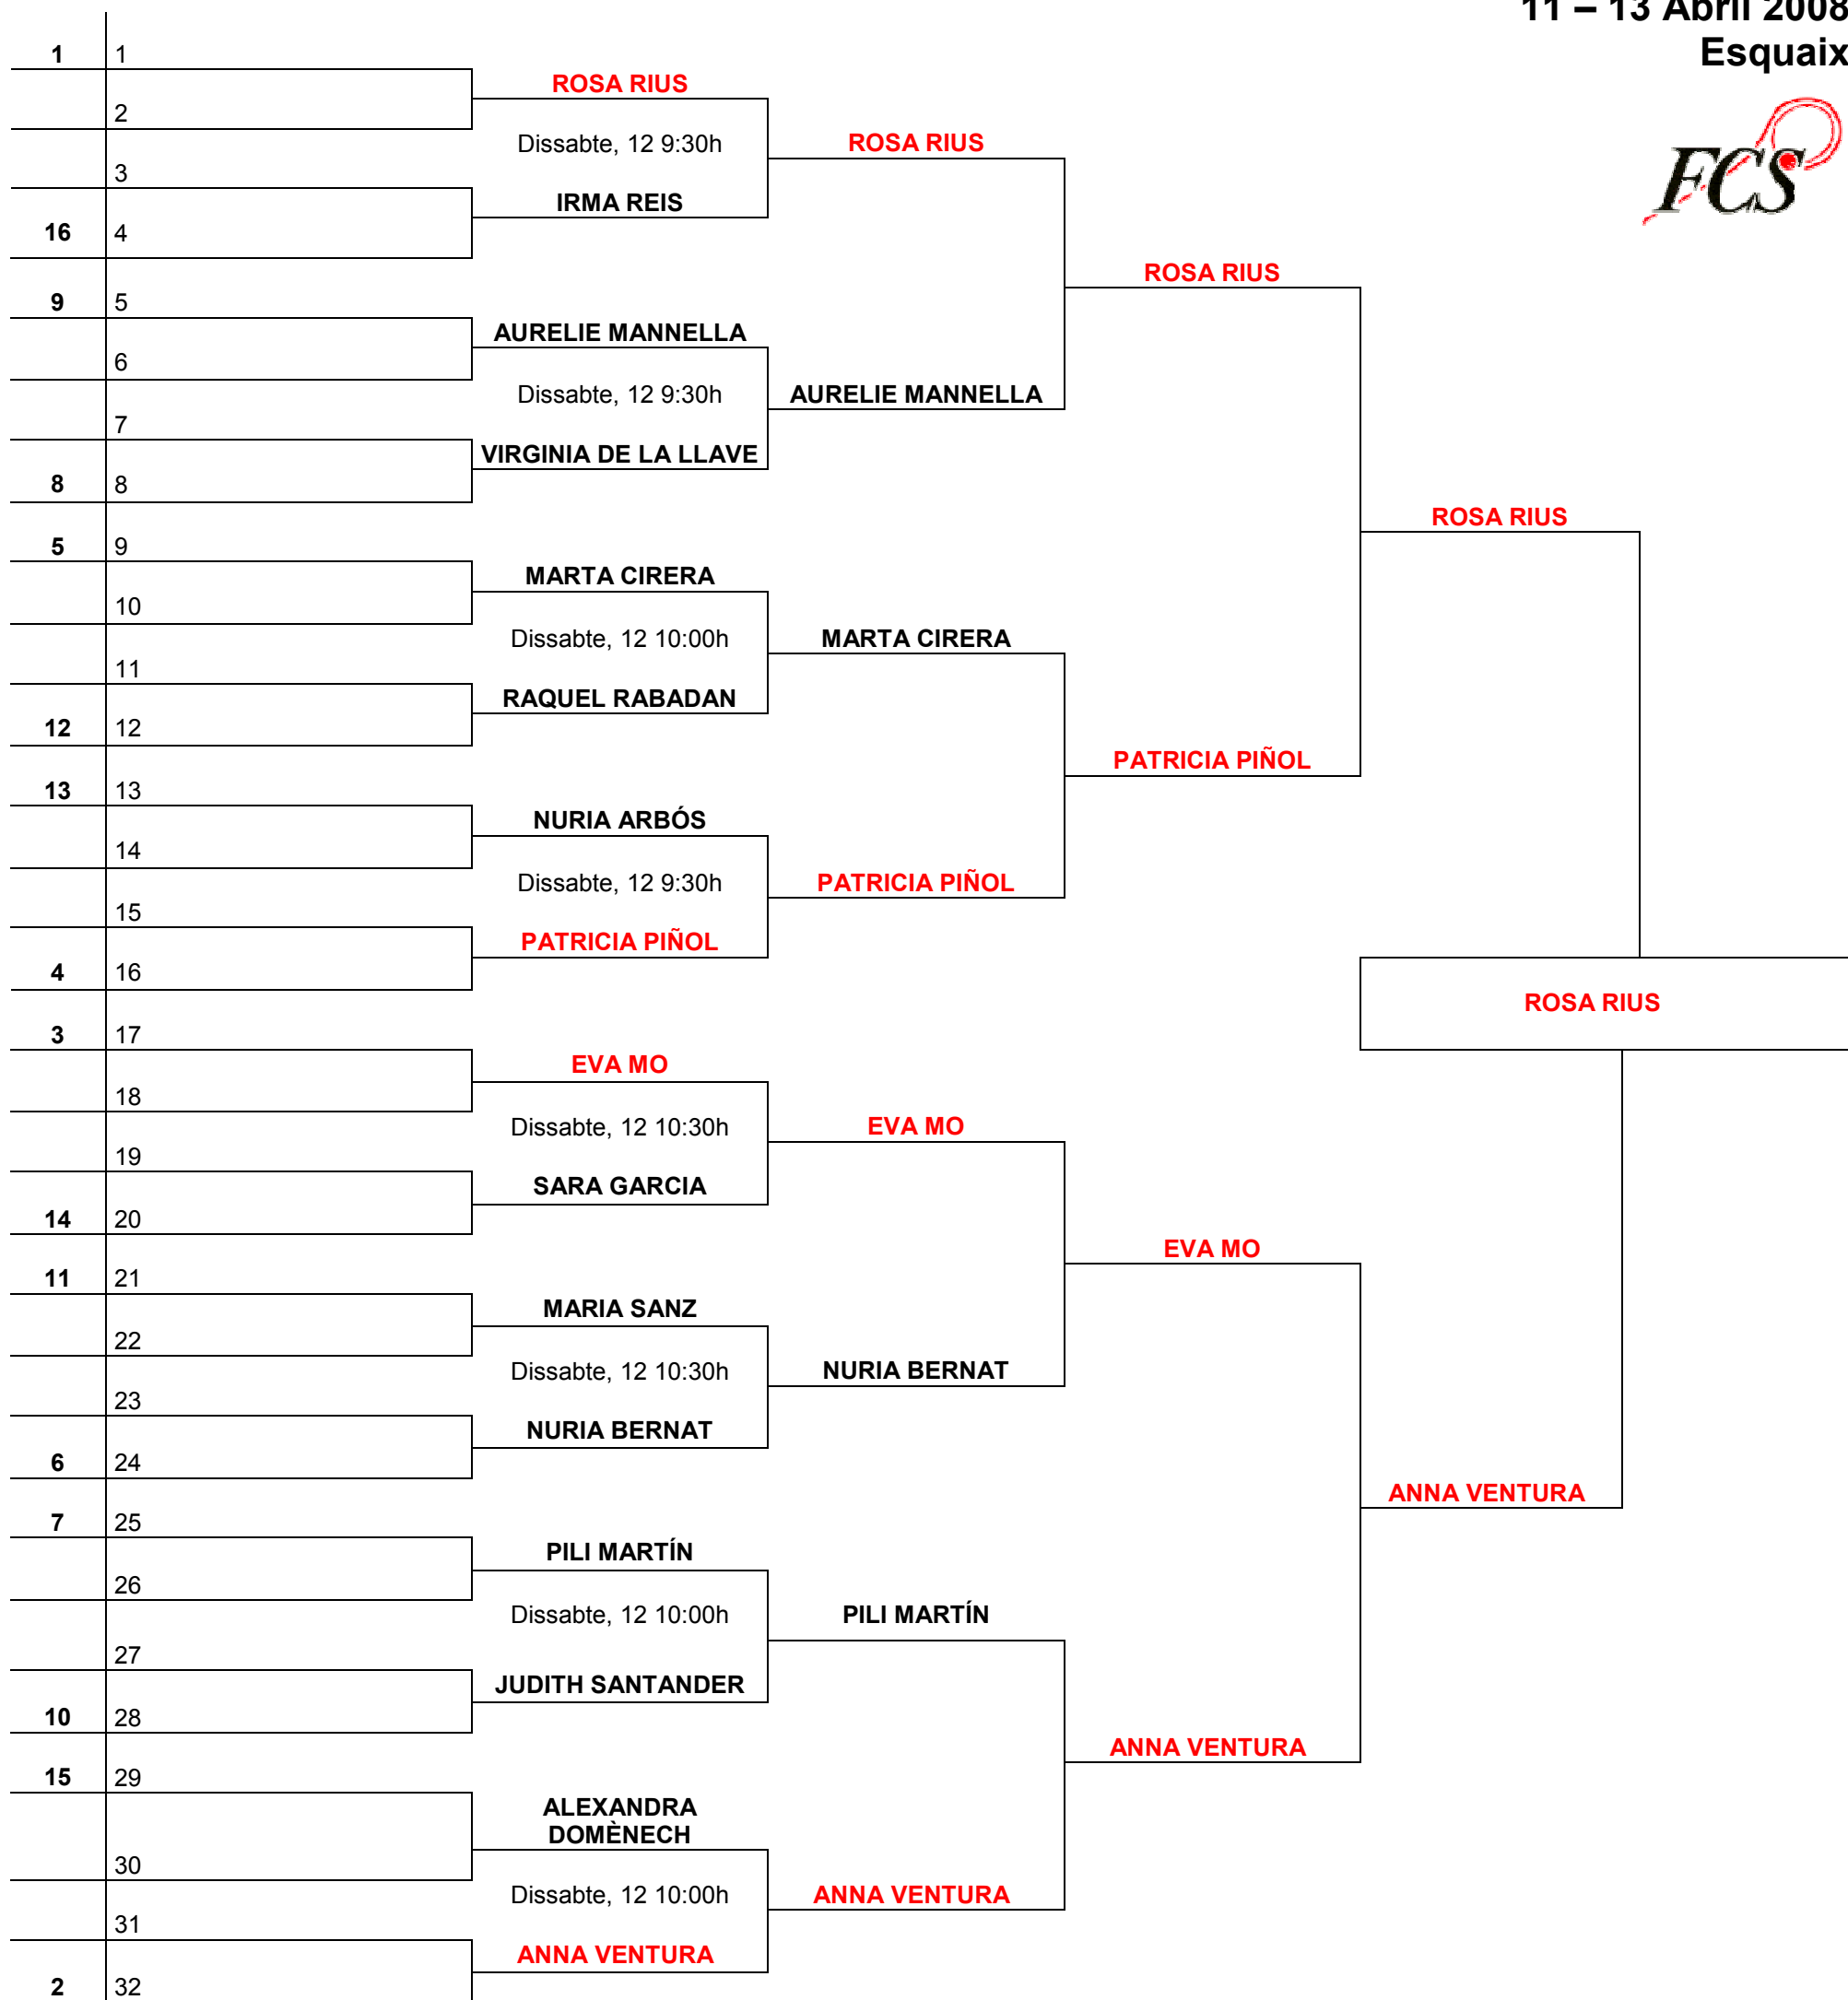 11 – 13 Abril 2008
Esquaix
FCS
1 1
ROSA RIUS
2
Dissabte, 12 9:30h
ROSA RIUS
3
IRMA REIS
16 4
ROSA RIUS
9 5
AURELIE MANNELLA
6
Dissabte, 12 9:30h
AURELIE MANNELLA
7
VIRGINIA DE LA LLAVE
8 8
ROSA RIUS
5 9
MARTA CIRERA
10
Dissabte, 12 10:00h
MARTA CIRERA
11
RAQUEL RABADAN
12 12
PATRICIA PIÑOL
13 13
NURIA ARBÓS
14
Dissabte, 12 9:30h
PATRICIA PIÑOL
15
PATRICIA PIÑOL
4 16
ROSA RIUS
3 17
EVA MO
18
Dissabte, 12 10:30h
EVA MO
19
SARA GARCIA
14 20
EVA MO
11 21
MARIA SANZ
22
Dissabte, 12 10:30h
NURIA BERNAT
23
NURIA BERNAT
6 24
ANNA VENTURA
7 25
PILI MARTÍN
26
Dissabte, 12 10:00h
PILI MARTÍN
27
JUDITH SANTANDER
10 28
ANNA VENTURA
15 29
ALEXANDRA
DOMÈNECH
30
Dissabte, 12 10:00h
ANNA VENTURA
31
ANNA VENTURA
2 32